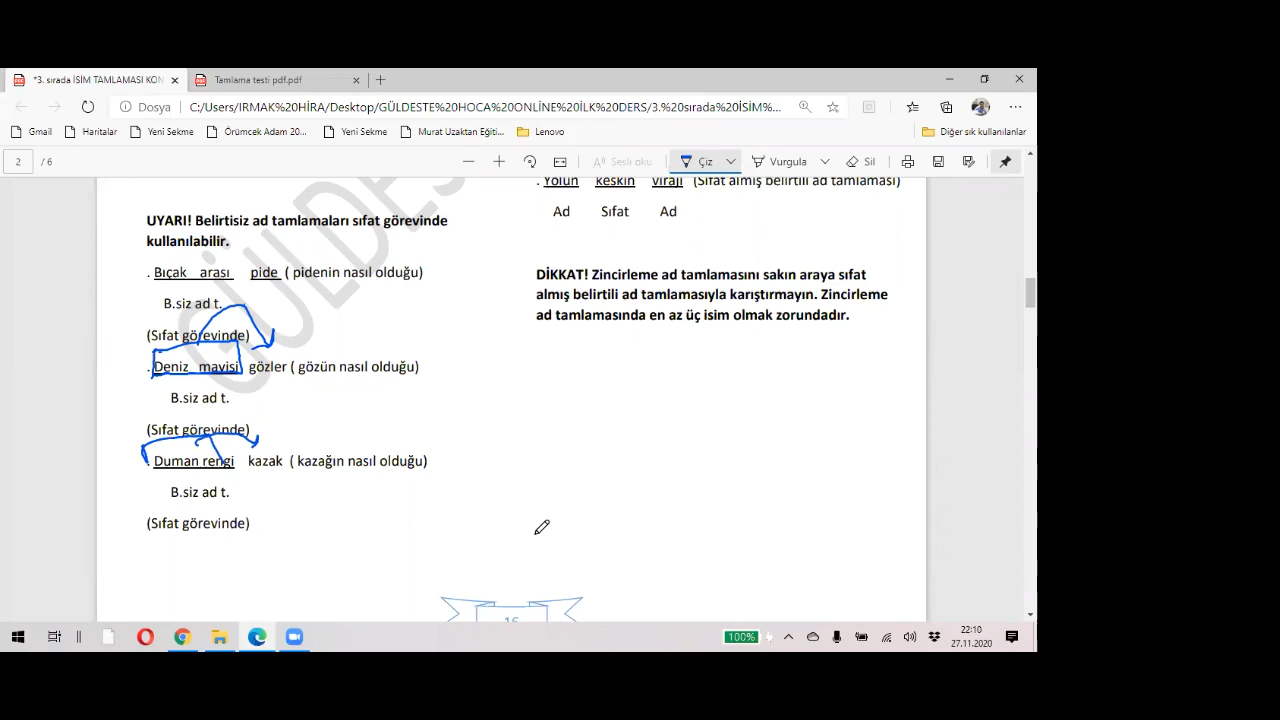 *3. sırada İSİM TAMLAMASI KON
Tamlama testi pdf.pdf
Dosya
C:/Users/IRMAK%20HİRA/Desktop/GÜLDESTE%20HOCA%20ONLİNE%20İLK%20DERS/3.%20sırada%20İSİM%...
Gmail
Haritalar
Yeni Sekme
Örümcek Adam 20...
Yeni Sekme
Murat Uzaktan Eğiti...
Lenovo
Diğer sık kullanılanlar
2 / 6
Sesli oku
Çiz
Vurgula
Sil
GÜLDES
UYARI! Belirtisiz ad tamlamaları sıfat görevinde
kullanılabilir.
. Bıçak arası pide ( pidenin nasıl olduğu)
B.siz ad t.
(Sıfat görevinde)
. Deniz mavisi gözler ( gözün nasıl olduğu)
B.siz ad t.
(Sıfat görevinde)
. Duman rengi kazak ( kazağın nasıl olduğu)
B.siz ad t.
(Sıfat görevinde)
. Yolun keskin virajı (Sıfat almış belirtili ad tamlaması)
Ad Sıfat Ad
DİKKAT! Zincirleme ad tamlamasını sakın araya sıfat
almış belirtili ad tamlamasıyla karıştırmayın. Zincirleme
ad tamlamasında en az üç isim olmak zorundadır.
16
100%
22:10
27.11.2020